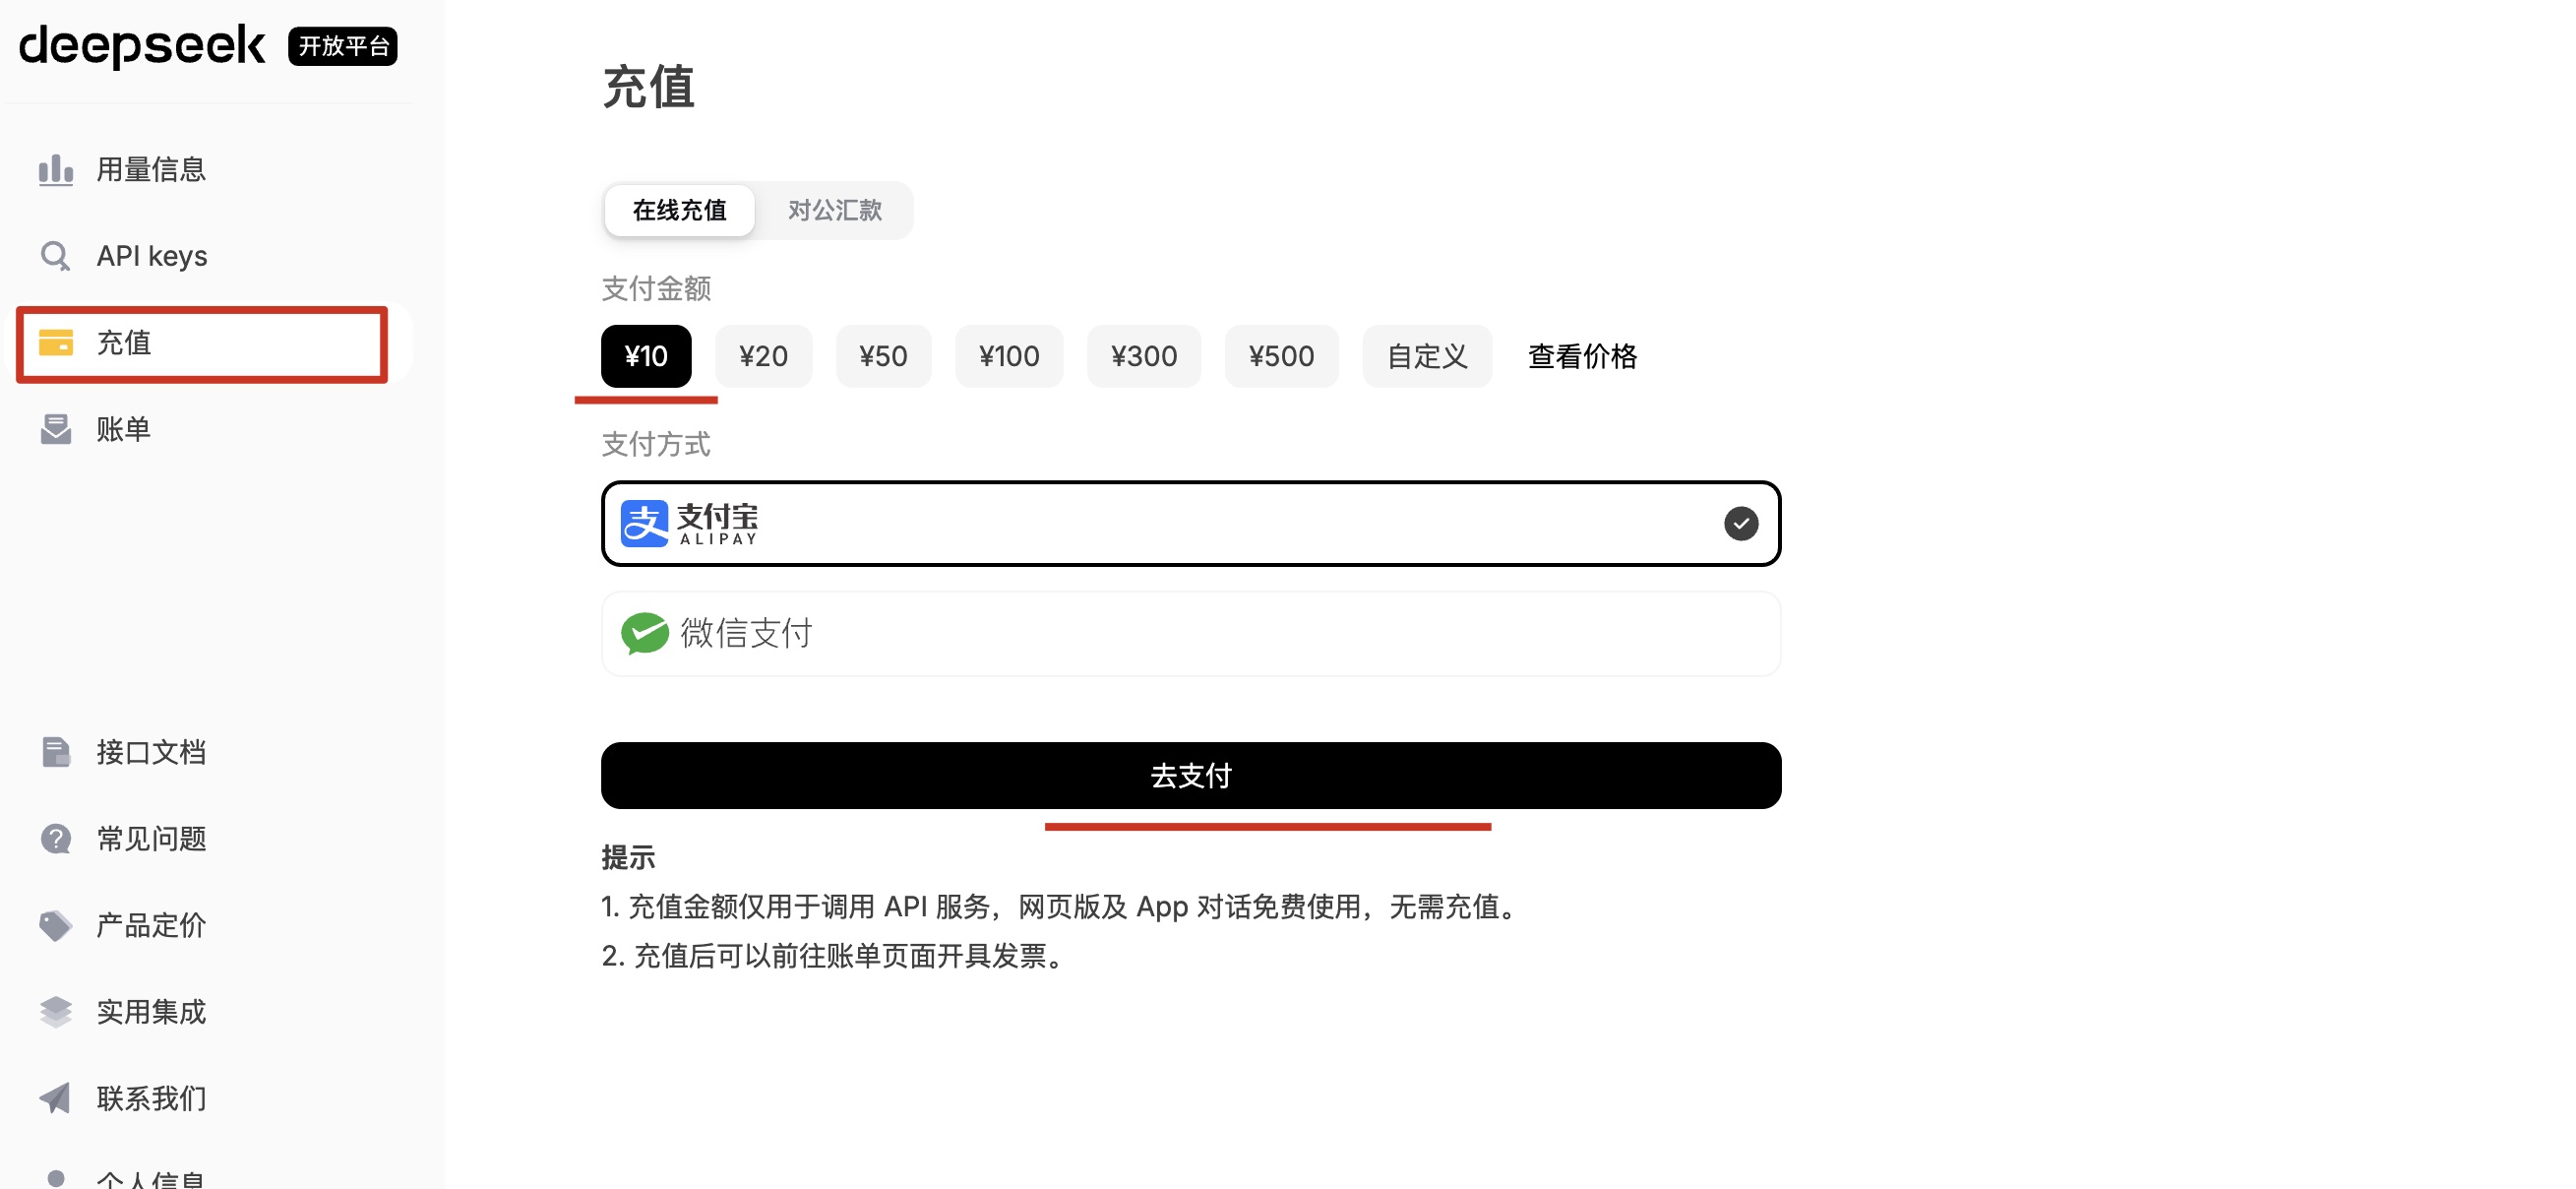 deepseek 开放平台
用量信息
API keys
充值
账单
接口文档
常见问题
产品定价
实用集成
联系我们
个人信息
充值
在线充值 对公汇款
支付金额
¥10 ¥20 ¥50 ¥100 ¥300 ¥500 自定义 查看价格
支付方式
支付宝
ALIPAY
微信支付
去支付
提示
1. 充值金额仅用于调用 API 服务，网页版及 App 对话免费使用，无需充值。
2. 充值后可以前往账单页面开具发票。